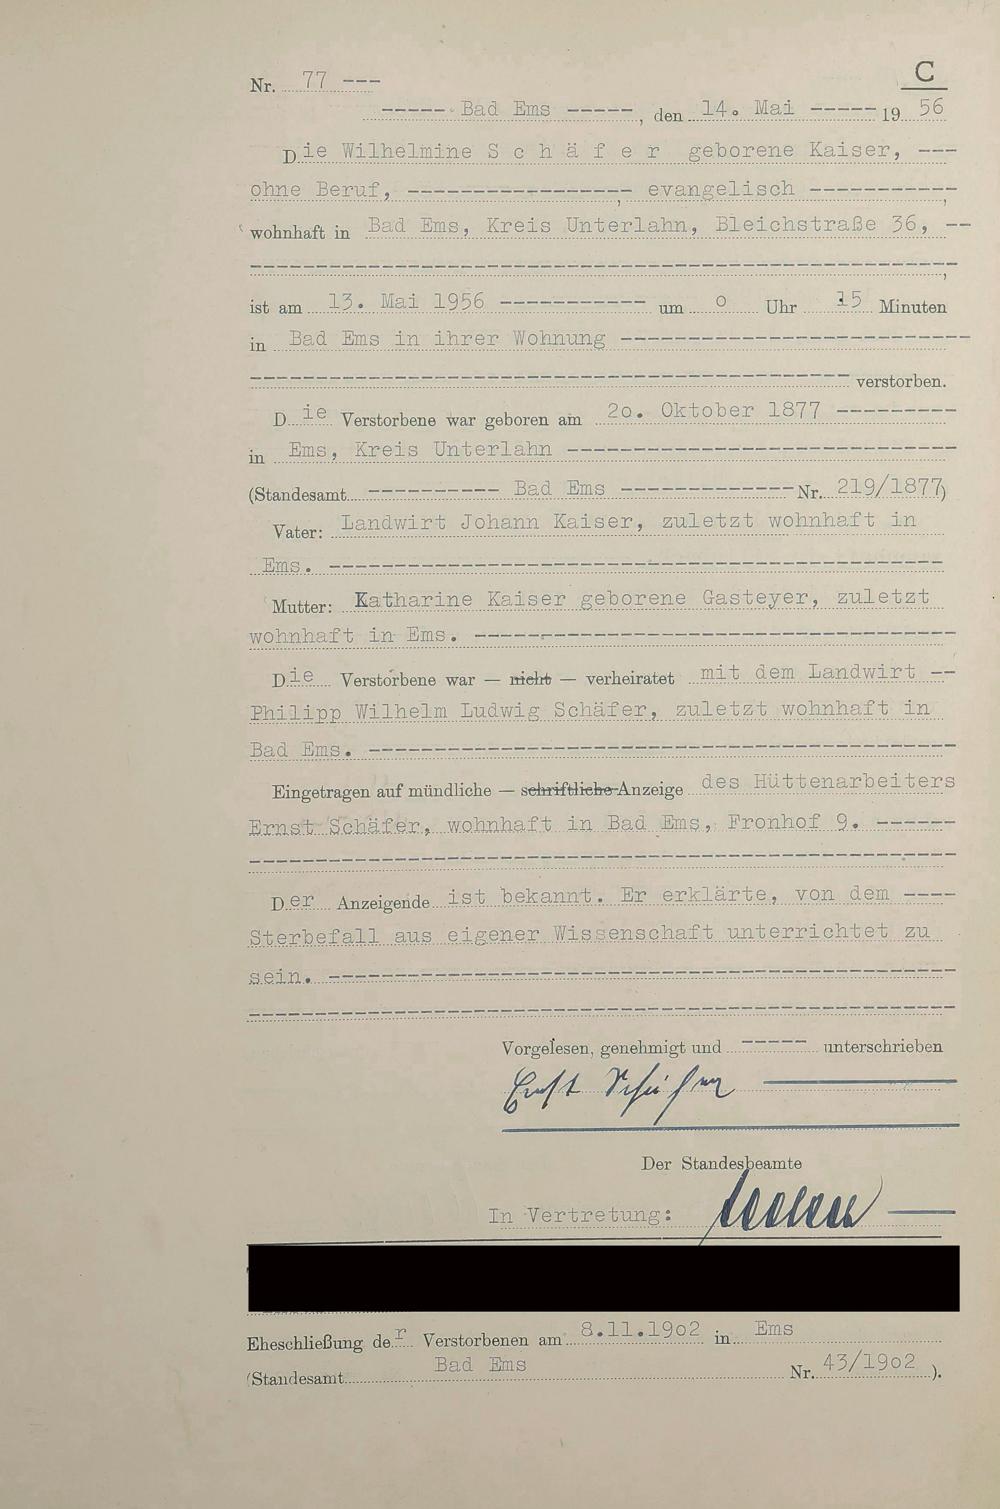 C
Nr. 77 ---
----- Bad Ems -----, den 14. Mai ----- 19 56
Die Wilhelmine S c h ä f e r geborene Kaiser, ---
ohne Beruf, -----------------, evangelisch -----------,
wohnhaft in Bad Ems, Kreis Unterlahn, Bleichstraße 36, --
------------------------------------------------------,
ist am 13. Mai 1956 ----------- um o Uhr 15 Minuten
in Bad Ems in ihrer Wohnung --------------------------
---------------------------------------------- verstorben.
Die Verstorbene war geboren am 2o. Oktober 1877 ---------
in Ems, Kreis Unterlahn ------------------------------
(Standesamt ---------- Bad Ems ------------- Nr. 219/1877)
Vater: Landwirt Johann Kaiser, zuletzt wohnhaft in
Ems. -----------------------------------------------
Mutter: Katharine Kaiser geborene Gasteyer, zuletzt
wohnhaft in Ems. -------------------------------------
Die Verstorbene war — nicht — verheiratet mit dem Landwirt --
Philipp Wilhelm Ludwig Schäfer, zuletzt wohnhaft in
Bad Ems. ---------------------------------------------
Eingetragen auf mündliche — schriftliche Anzeige des Hüttenarbeiters
Ernst Schäfer, wohnhaft in Bad Ems, Fronhof 9. ------
------------------------------------------------------
Der Anzeigende ist bekannt. Er erklärte, von dem ----
Sterbefall aus eigener Wissenschaft unterrichtet zu
sein. ------------------------------------------------
------------------------------------------------------
Vorgelesen, genehmigt und ----- unterschrieben
Ernst Schäfer
Der Standesbeamte
In Vertretung:
Eheschließung der Verstorbenen am 8.11.19o2 in Ems
(Standesamt Bad Ems Nr. 43/19o2 ).